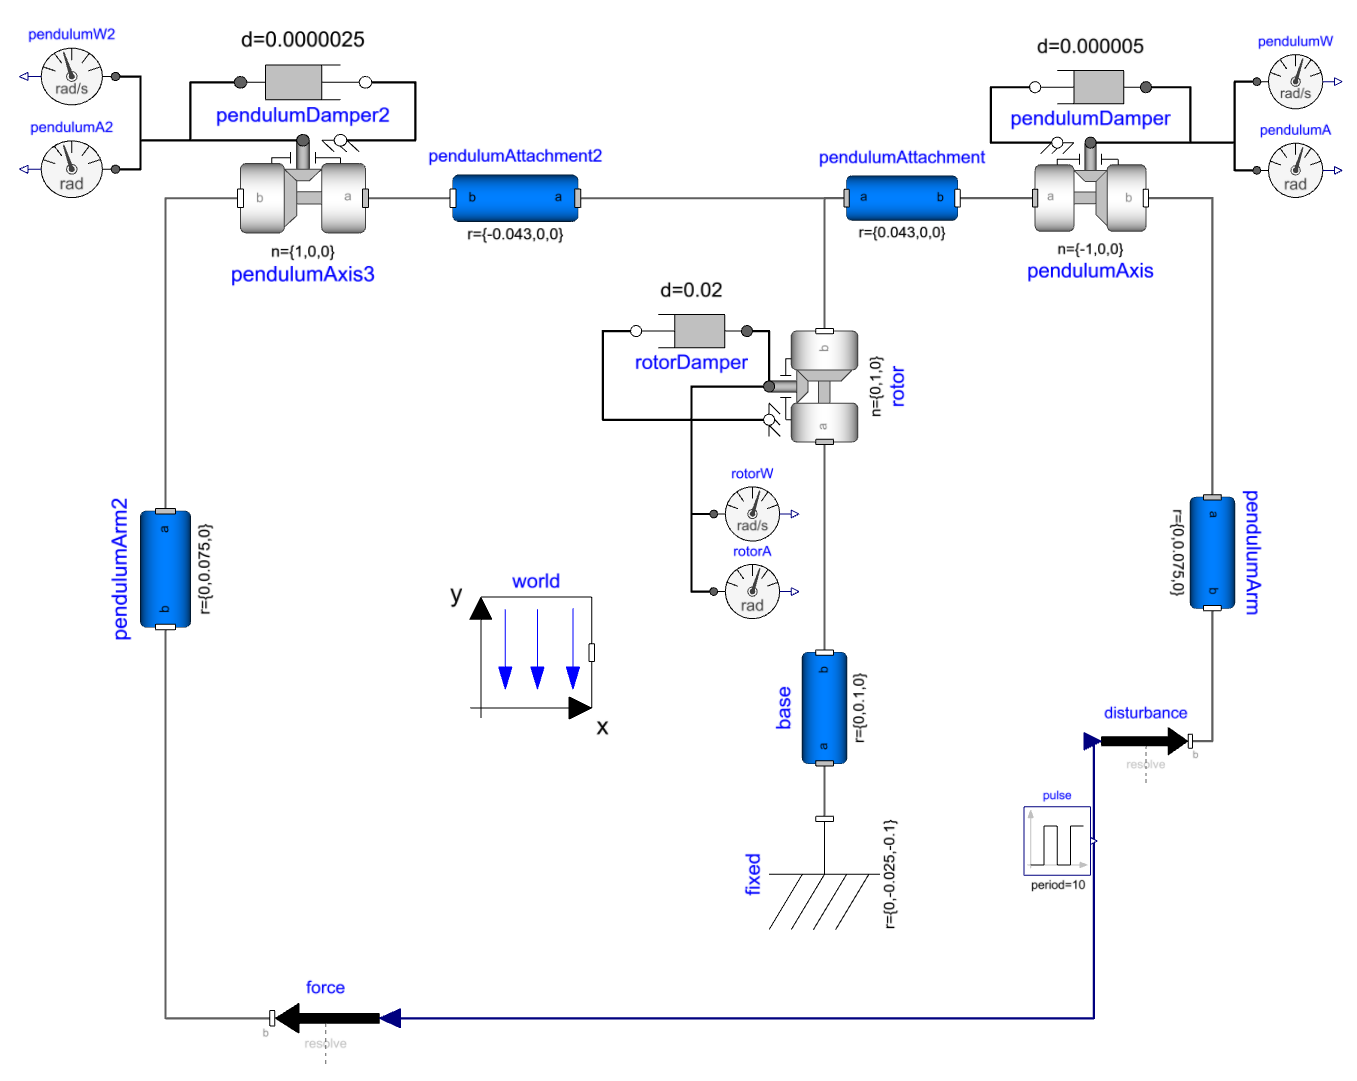 pendulumW2
rad/s
pendulumA2
rad
d=0.0000025
pendulumDamper2
b
a
n={1,0,0}
pendulumAxis3
pendulumAttachment2
b
a
r={-0.043,0,0}
pendulumAttachment
a
b
r={0.043,0,0}
d=0.000005
pendulumDamper
a
b
n={-1,0,0}
pendulumAxis
pendulumW
rad/s
pendulumA
rad
d=0.02
rotorDamper
b
a
n={0,1,0}
rotor
rotorW
rad/s
rotorA
rad
pendulumArm2
a
b
r={0,0.075,0}
world
y
x
base
b
a
r={0,0.1,0}
r={0,0.075,0}
a
b
pendulumArm
disturbance
b
resolve
pulse
period=10
fixed
r={0,-0.025,-0.1}
force
b
resolve